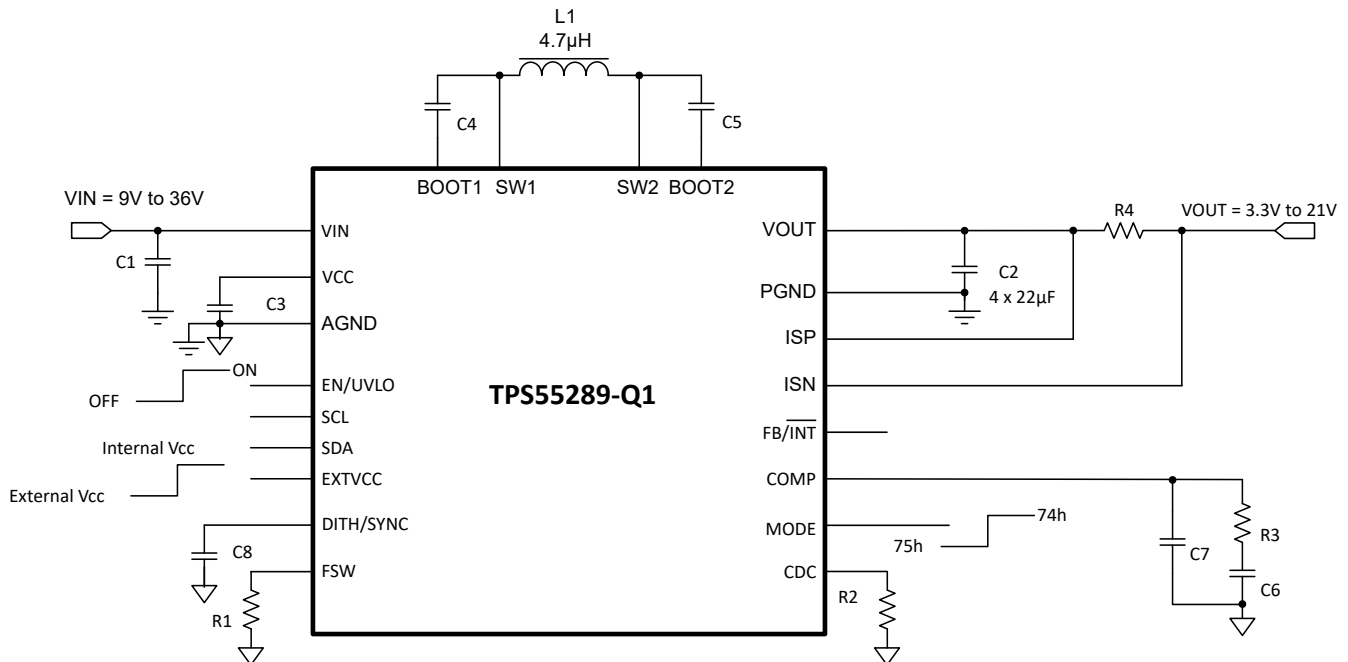 L1
4.7µH
C4
C5
BOOT1 SW1
SW2 BOOT2
VIN = 9V to 36V
C1
VIN
VCC
C3
AGND
ON
OFF
EN/UVLO
SCL
Internal Vcc
SDA
External Vcc
EXTVCC
DITH/SYNC
C8
FSW
R1
TPS55289-Q1
VOUT
R4
VOUT = 3.3V to 21V
C2
4 x 22µF
PGND
ISP
ISN
FB/INT
COMP
MODE
74h
75h
CDC
R2
C7
R3
C6